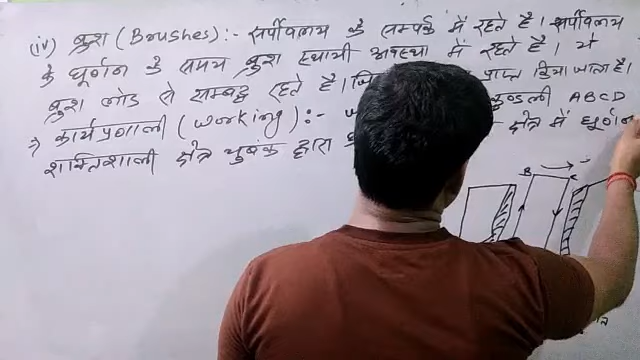 (iv) ब्रुश (Brushes) :- सर्पीवलय के सम्पर्क में रहते है। सर्पीवलय
के घूर्णन के समय ब्रुश स्थायी अवस्था में रहते है। ये
ब्रुश लोड से सम्बद्ध रहते है। प्राप्त किया जाता है।
⇒ कार्यप्रणाली (working) :- कुण्डली ABCD
शक्तिशाली क्षेत्र चुबंक द्वारा क्षेत्र में घूर्णन
B C